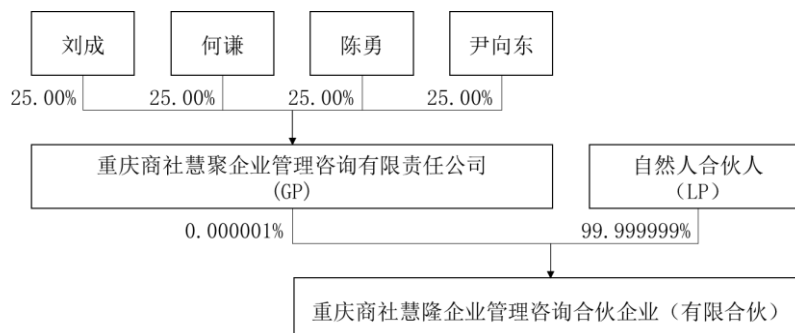 刘成
何谦
陈勇
尹向东
25.00%
25.00%
25.00%
25.00%
重庆商社慧聚企业管理咨询有限责任公司
(GP)
自然人合伙人
（LP）
0.000001%
99.999999%
重庆商社慧隆企业管理咨询合伙企业（有限合伙）